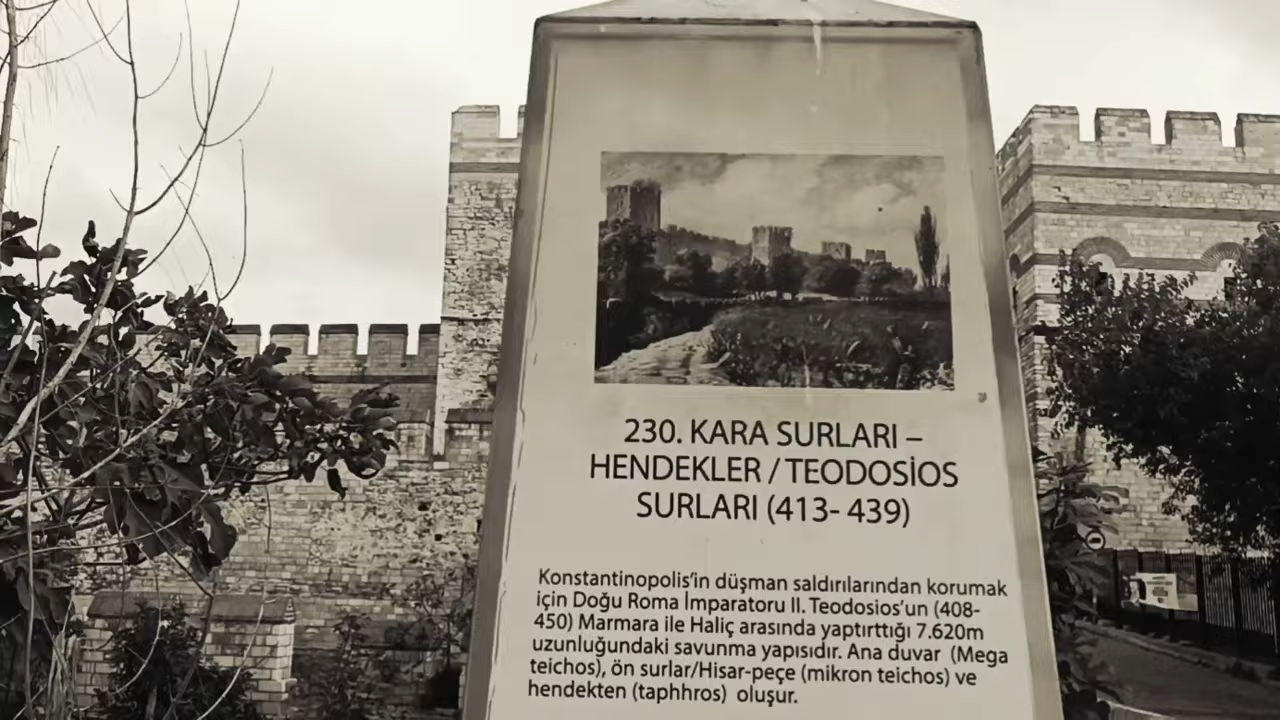 230. KARA SURLARI –
HENDEKLER / TEODOSİOS
SURLARI (413- 439)
Konstantinopolis'in düşman saldırılarından korumak
için Doğu Roma İmparatoru II. Teodosios'un (408-
450) Marmara ile Haliç arasında yaptırttığı 7.620m
uzunluğundaki savunma yapısıdır. Ana duvar (Mega
teichos), ön surlar/Hisar-peçe (mikron teichos) ve
hendekten (taphhros) oluşur.